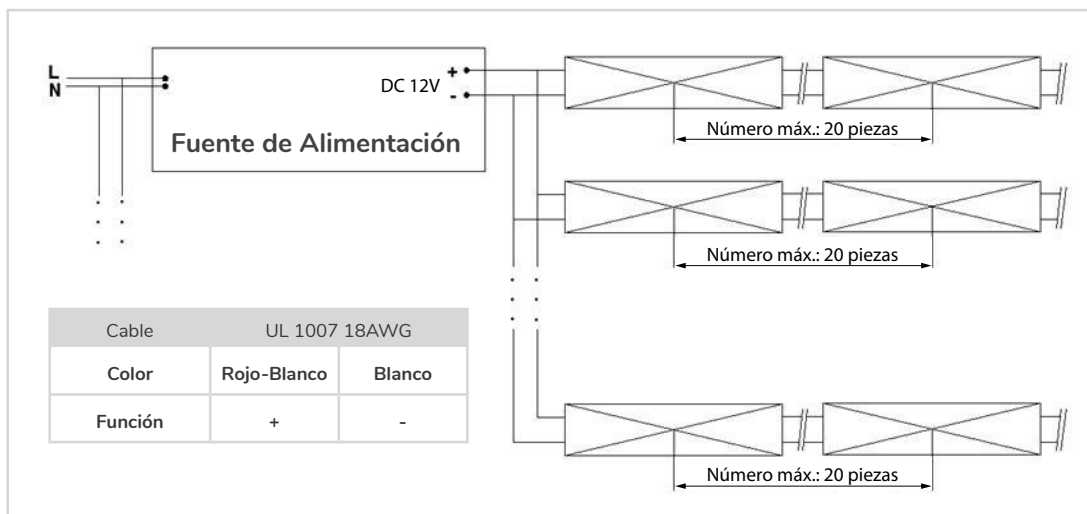 L
N
DC 12V
+
-
Fuente de Alimentación
Número máx.: 20 piezas
Número máx.: 20 piezas
Cable UL 1007 18AWG
Color Rojo-Blanco Blanco
Función + -
Número máx.: 20 piezas